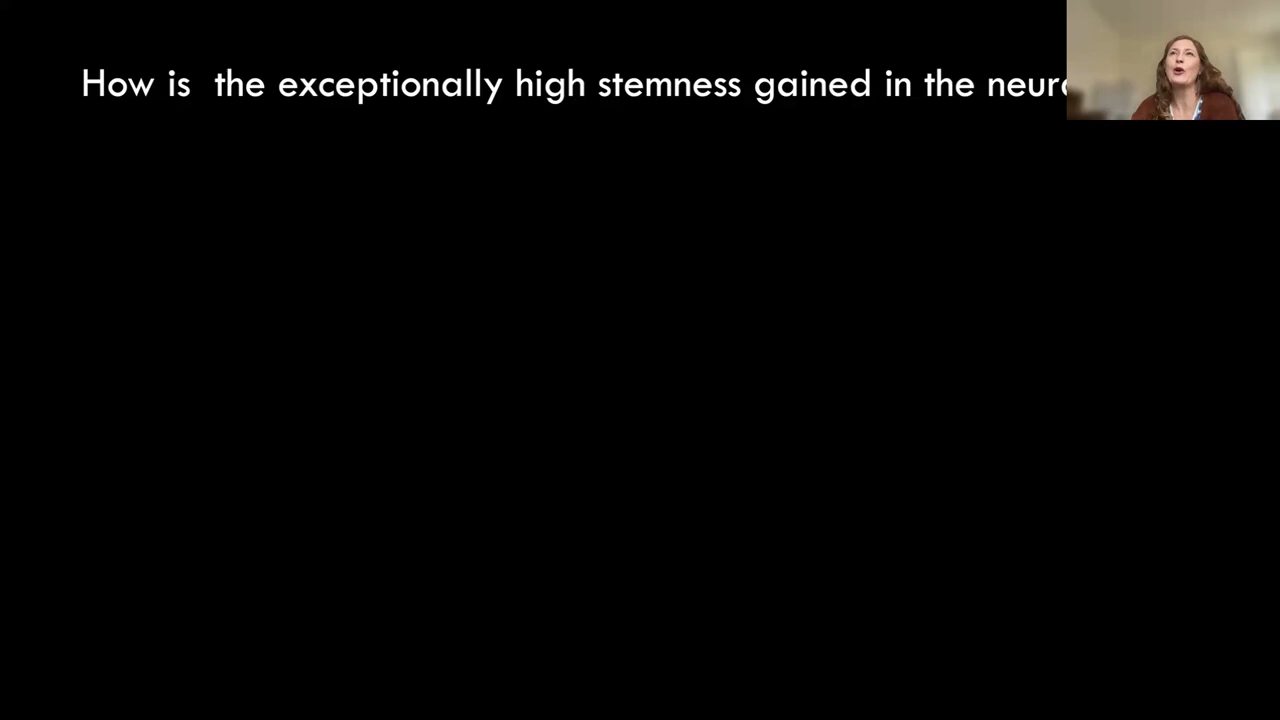 How is  the exceptionally high stemness gained in the